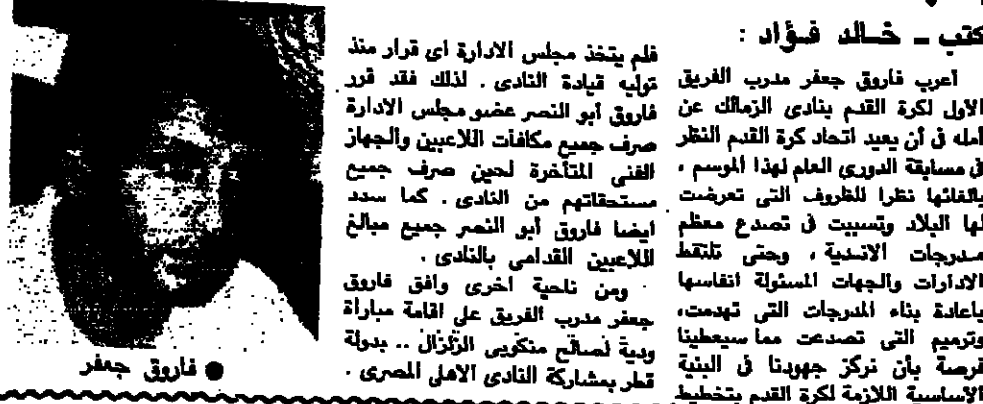 كتب ـ خالد فؤاد :
أعرب فاروق جعفر مدرب الفريق
الأول لكرة القدم بنادى الزمالك عن
أمله فى أن يعيد اتحاد كرة القدم النظر
فى مسابقة الدورى العام لهذا الموسم ،
بالغائها نظرا للظروف التى تعرضت
لها البلاد وتسببت فى تصدع معظم
مدرجات الاندية ، وحتى تلتقط
الادارات والجهات المسئولة انفاسها
باعادة بناء المدرجات التى تهدمت،
وترميم التى تصدعت مما سيعطينا
فرصة بأن نركز جهودنا فى البنية
الأساسية اللازمة لكرة القدم بتخطيط
فلم يتخذ مجلس الادارة اى قرار منذ
توليه قيادة النادى . لذلك فقد قرر
فاروق أبو النصر عضو مجلس الادارة
صرف جميع مكافآت اللاعبين والجهاز
الفنى المتأخرة لحين صرف جميع
مستحقاتهم من النادى . كما سدد
ايضا فاروق أبو النصر جميع مبالغ
اللاعبين القدامى بالنادى .
ومن ناحية اخرى وافق فاروق
جعفر مدرب الفريق على اقامة مباراة
ودية لصالح منكوبى الزلزال .. بدولة
قطر بمشاركة النادى الاهلى المصرى .
● فاروق جعفر